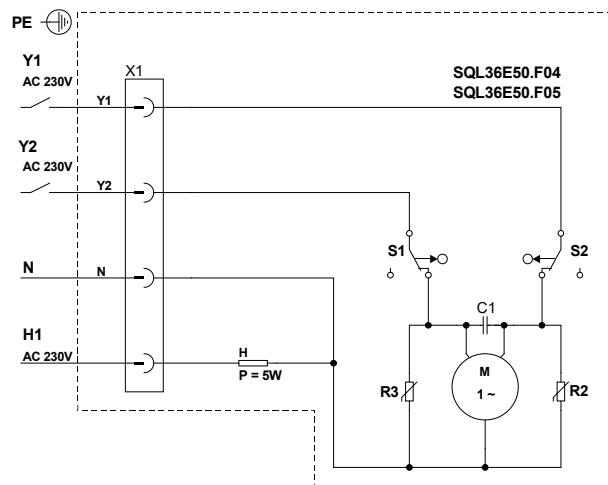 PE
Y1
X1
AC 230V
SQL36E50.F04
SQL36E50.F05
Y1
Y2
AC 230V
Y2
S1
S2
N
N
H1
C1
AC 230V
H
P = 5W
M
1 ~
R3
R2